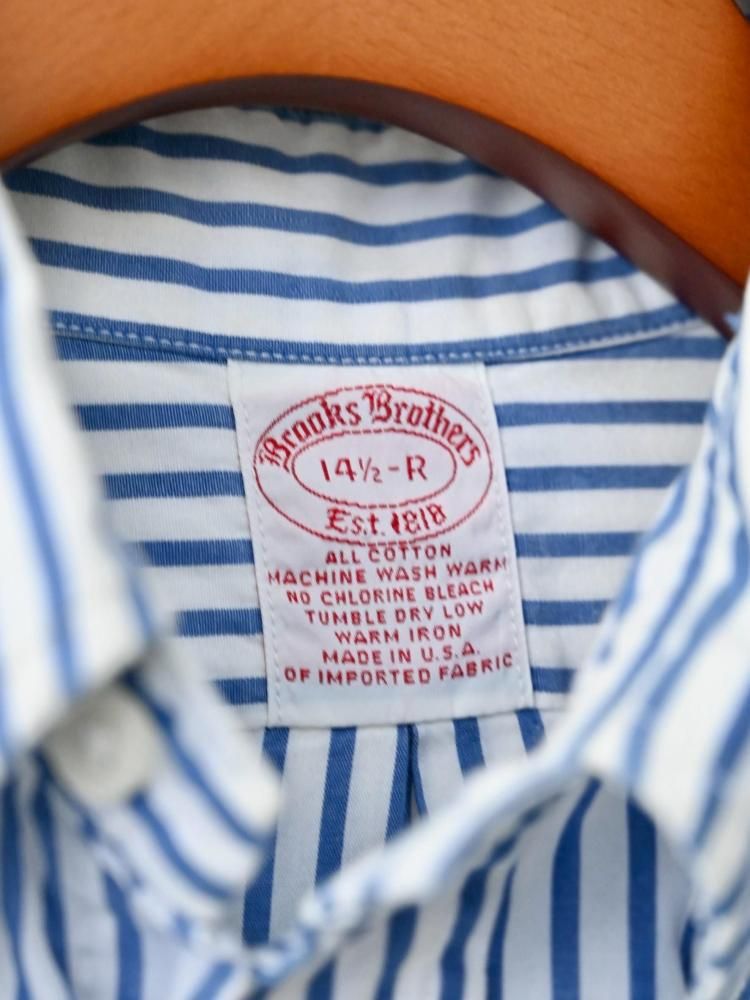 Brooks Brothers
14½-R
Est. 1818
ALL COTTON
MACHINE WASH WARM
NO CHLORINE BLEACH
TUMBLE DRY LOW
WARM IRON
MADE IN U.S.A.
OF IMPORTED FABRIC